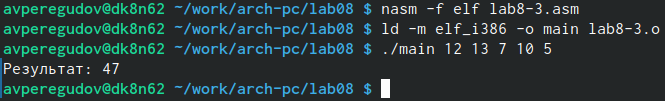 avperegudov@dk8n62 ~/work/arch-pc/lab08 $ nasm -f elf lab8-3.asm
avperegudov@dk8n62 ~/work/arch-pc/lab08 $ ld -m elf_i386 -o main lab8-3.o
avperegudov@dk8n62 ~/work/arch-pc/lab08 $ ./main 12 13 7 10 5
Результат: 47
avperegudov@dk8n62 ~/work/arch-pc/lab08 $